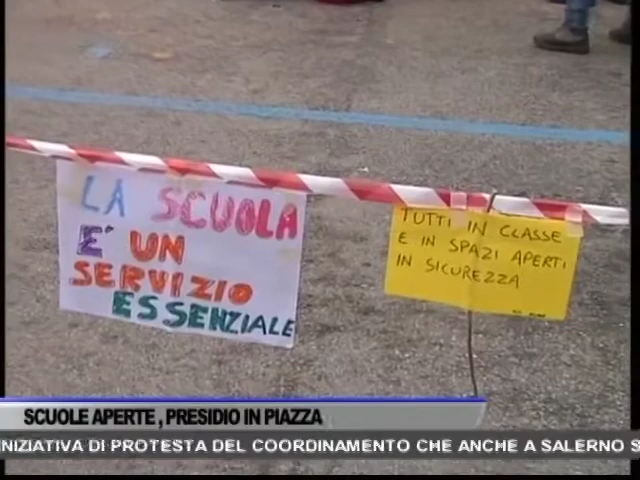 LA SCUOLA
E' UN
SERVIZIO
ESSENZIALE
TUTTI IN CLASSE
E IN SPAZI APERTI
IN SICUREZZA
SCUOLE APERTE, PRESIDIO IN PIAZZA
INIZIATIVA DI PROTESTA DEL COORDINAMENTO CHE ANCHE A SALERNO S